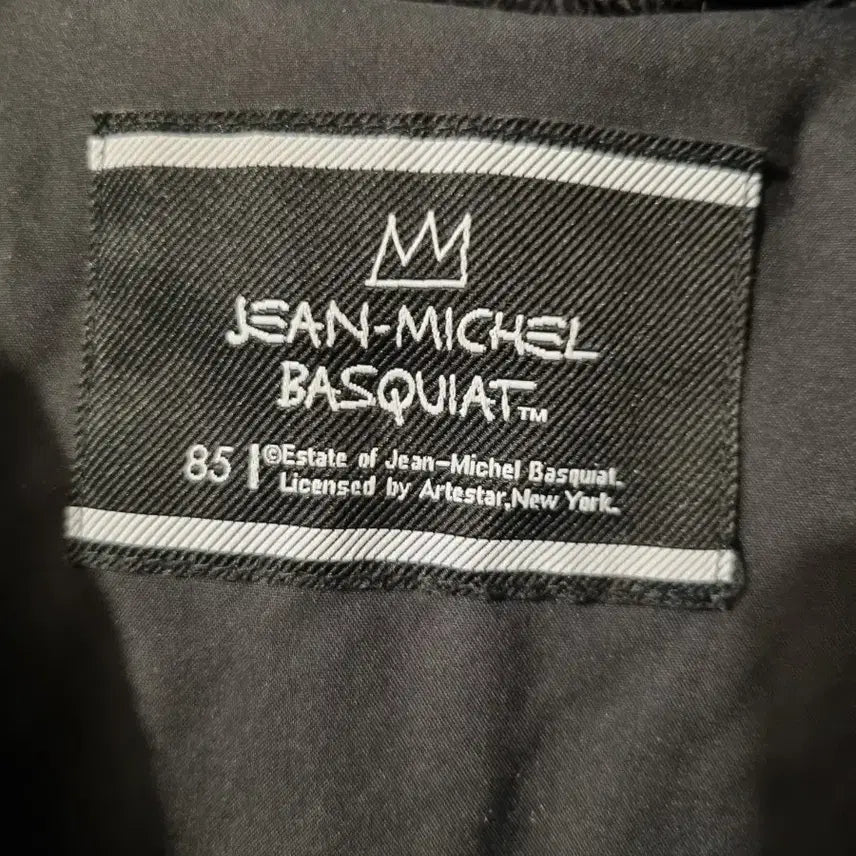 JEAN-MICHEL
BASQUIAT™
85 | ©Estate of Jean-Michel Basquiat.
Licensed by Artestar,New York.